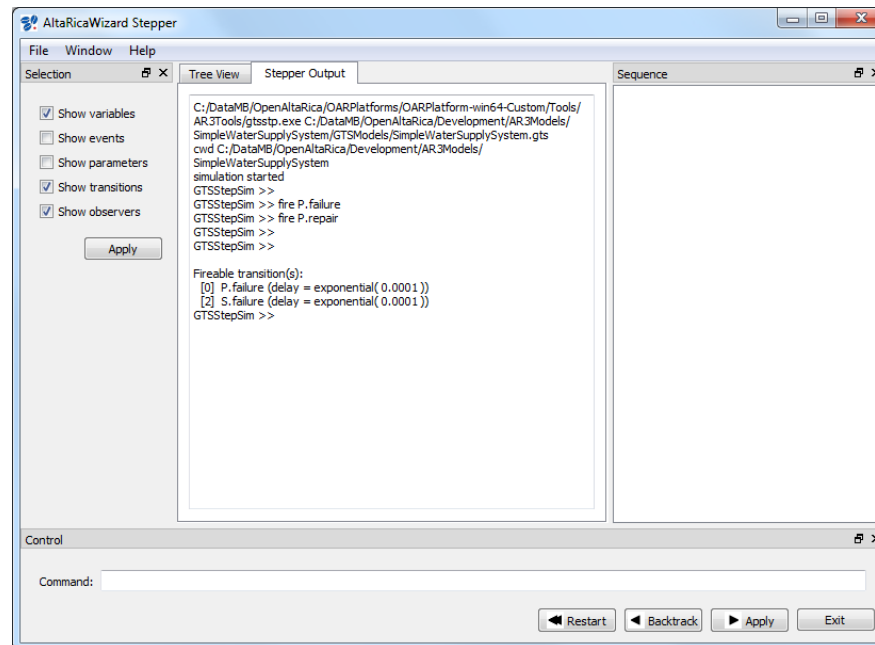 AltaRicaWizard Stepper
File Window Help
Selection
Show variables
Show events
Show parameters
Show transitions
Show observers
Apply
Tree View Stepper Output
C:/DataMB/OpenAltaRica/OARPlatforms/OARPlatform-win64-Custom/Tools/
AR3Tools/gtsstp.exe C:/DataMB/OpenAltaRica/Development/AR3Models/
SimpleWaterSupplySystem/GTSModels/SimpleWaterSupplySystem.gts
cwd C:/DataMB/OpenAltaRica/Development/AR3Models/
SimpleWaterSupplySystem
simulation started
GTSStepSim >>
GTSStepSim >> fire P.failure
GTSStepSim >> fire P.repair
GTSStepSim >>
GTSStepSim >>
Fireable transition(s):
[0] P.failure (delay = exponential( 0.0001 ))
[2] S.failure (delay = exponential( 0.0001 ))
GTSStepSim >>
Sequence
Control
Command:
Restart Backtrack Apply Exit